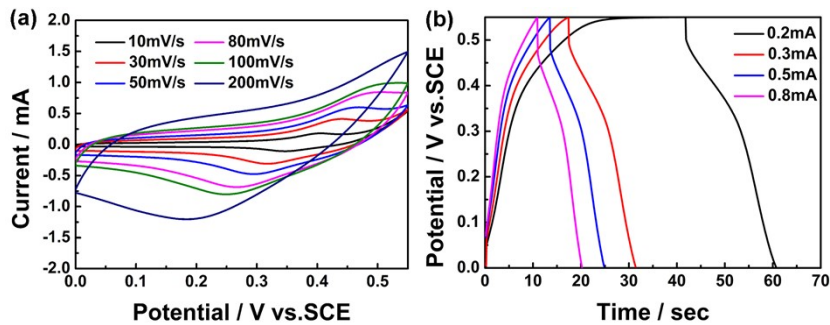 (a)
2.0
1.5
1.0
0.5
0.0
-0.5
-1.0
-1.5
-2.0
Current / mA
10mV/s 80mV/s
30mV/s 100mV/s
50mV/s 200mV/s
0.0 0.1 0.2 0.3 0.4 0.5
Potential / V vs.SCE
(b)
0.5
0.4
0.3
0.2
0.1
0.0
Potential / V vs.SCE
0.2mA
0.3mA
0.5mA
0.8mA
0 10 20 30 40 50 60 70
Time / sec